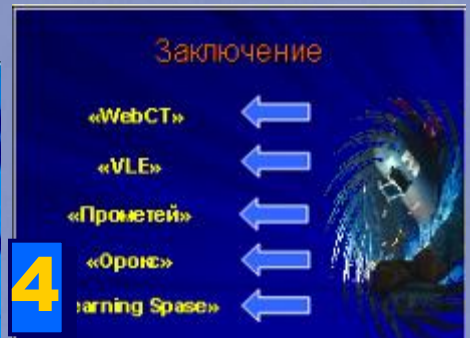 Заключение
«WebCT»
«VLE»
«Прометей»
«Орокс»
earning Spase»
4